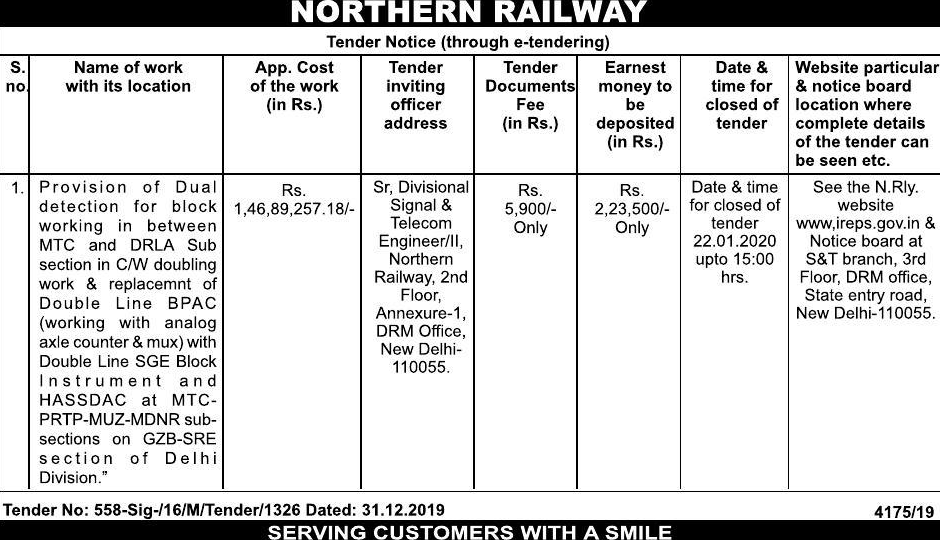 NORTHERN RAILWAY
Tender Notice (through e-tendering)
S.
no.
Name of work
with its location
App. Cost
of the work
(in Rs.)
Tender
inviting
officer
address
Tender
Documents
Fee
(in Rs.)
Earnest
money to
be
deposited
(in Rs.)
Date &
time for
closed of
tender
Website particular
& notice board
location where
complete details
of the tender can
be seen etc.
1.
Provision of Dual
detection for block
working in between
MTC and DRLA Sub
section in C/W doubling
work & replacemnt of
Double Line BPAC
(working with analog
axle counter & mux) with
Double Line SGE Block
Instrument and
HASSDAC at MTC-
PRTP-MUZ-MDNR sub-
sections on GZB-SRE
section of Delhi
Division.”
Rs.
1,46,89,257.18/-
Sr, Divisional
Signal &
Telecom
Engineer/II,
Northern
Railway, 2nd
Floor,
Annexure-1,
DRM Office,
New Delhi-
110055.
Rs.
5,900/-
Only
Rs.
2,23,500/-
Only
Date & time
for closed of
tender
22.01.2020
upto 15:00
hrs.
See the N.Rly.
website
www,ireps.gov.in &
Notice board at
S&T branch, 3rd
Floor, DRM office,
State entry road,
New Delhi-110055.
Tender No: 558-Sig-/16/M/Tender/1326 Dated: 31.12.2019
4175/19
SERVING CUSTOMERS WITH A SMILE